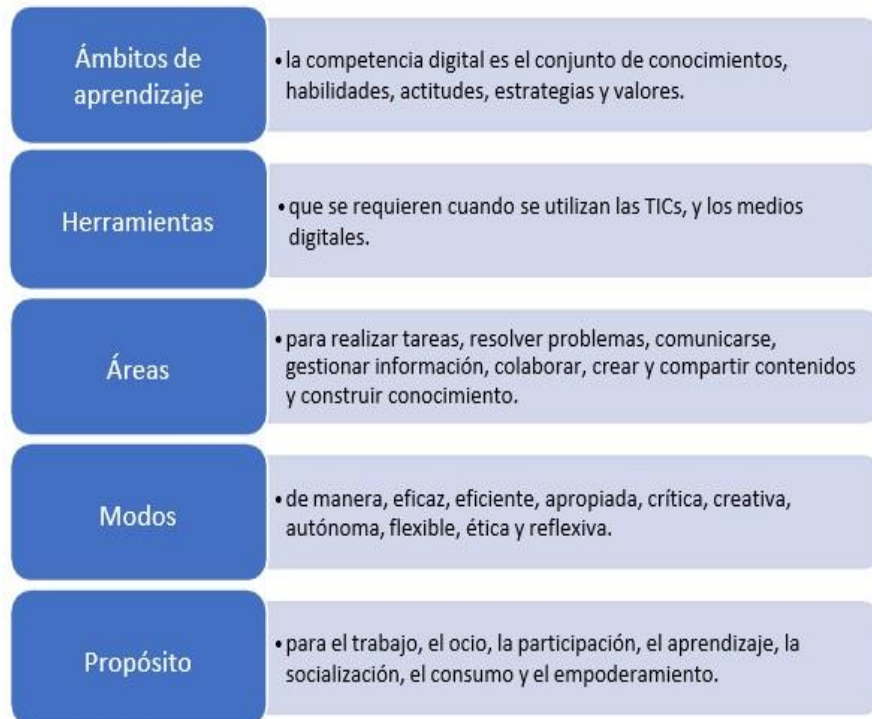 Ámbitos de
aprendizaje
• la competencia digital es el conjunto de conocimientos,
habilidades, actitudes, estrategias y valores.
Herramientas
• que se requieren cuando se utilizan las TICs, y los medios
digitales.
Áreas
• para realizar tareas, resolver problemas, comunicarse,
gestionar información, colaborar, crear y compartir contenidos
y construir conocimiento.
Modos
• de manera, eficaz, eficiente, apropiada, crítica, creativa,
autónoma, flexible, ética y reflexiva.
Propósito
• para el trabajo, el ocio, la participación, el aprendizaje, la
socialización, el consumo y el empoderamiento.